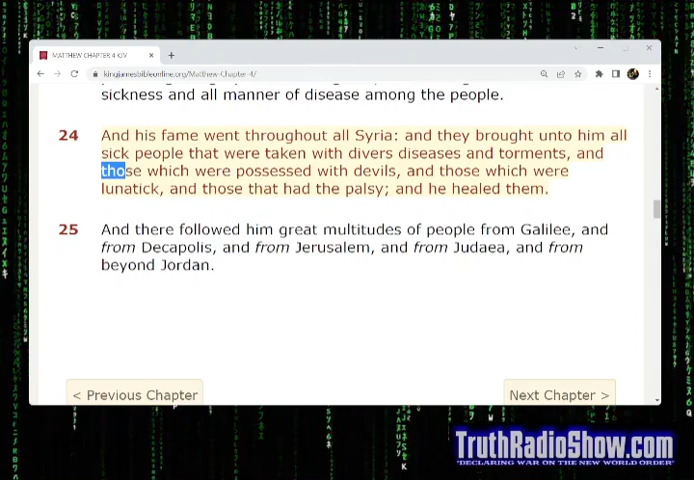 MATTHEW CHAPTER 4 KJV
kingjamesbibleonline.org/Matthew-Chapter-4/
sickness and all manner of disease among the people.
24 And his fame went throughout all Syria: and they brought unto him all
sick people that were taken with divers diseases and torments, and
those which were possessed with devils, and those which were
lunatick, and those that had the palsy; and he healed them.
25 And there followed him great multitudes of people from Galilee, and
from Decapolis, and from Jerusalem, and from Judaea, and from
beyond Jordan.
< Previous Chapter
Next Chapter >
TruthRadioShow.com
"DECLARING WAR ON THE NEW WORLD ORDER"